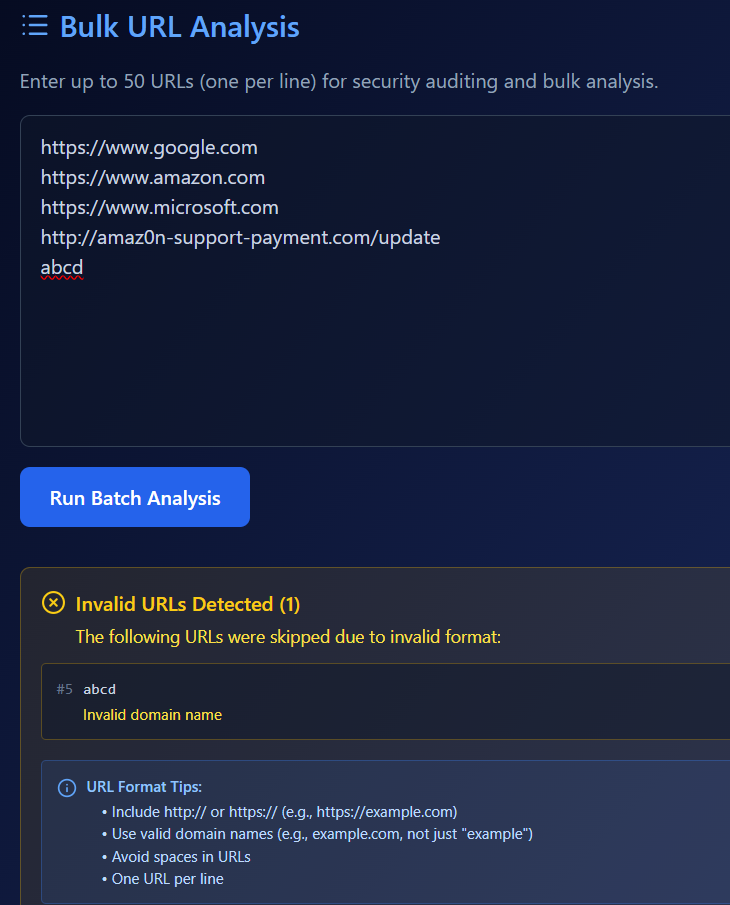 Bulk URL Analysis
Enter up to 50 URLs (one per line) for security auditing and bulk analysis.
https://www.google.com
https://www.amazon.com
https://www.microsoft.com
http://amaz0n-support-payment.com/update
abcd
Run Batch Analysis
Invalid URLs Detected (1)
The following URLs were skipped due to invalid format:
#5 abcd
Invalid domain name
URL Format Tips:
• Include http:// or https:// (e.g., https://example.com)
• Use valid domain names (e.g., example.com, not just "example")
• Avoid spaces in URLs
• One URL per line